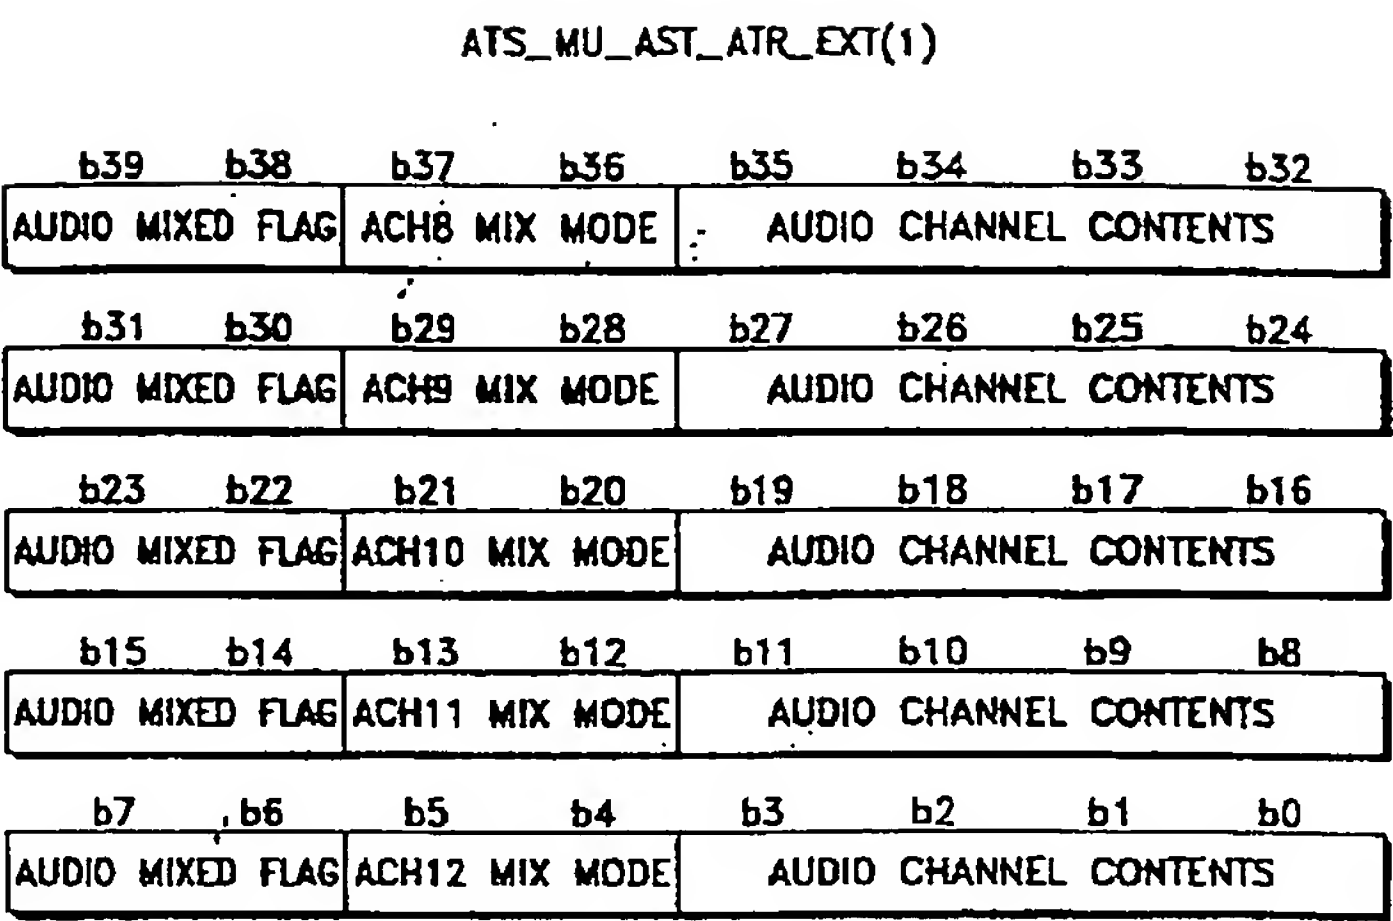 ATS_MU_AST_ATR_EXT(1)
b39 b38 b37 b36 b35 b34 b33 b32
AUDIO MIXED FLAG ACH8 MIX MODE AUDIO CHANNEL CONTENTS
b31 b30 b29 b28 b27 b26 b25 b24
AUDIO MIXED FLAG ACH9 MIX MODE AUDIO CHANNEL CONTENTS
b23 b22 b21 b20 b19 b18 b17 b16
AUDIO MIXED FLAG ACH10 MIX MODE AUDIO CHANNEL CONTENTS
b15 b14 b13 b12 b11 b10 b9 b8
AUDIO MIXED FLAG ACH11 MIX MODE AUDIO CHANNEL CONTENTS
b7 b6 b5 b4 b3 b2 b1 b0
AUDIO MIXED FLAG ACH12 MIX MODE AUDIO CHANNEL CONTENTS